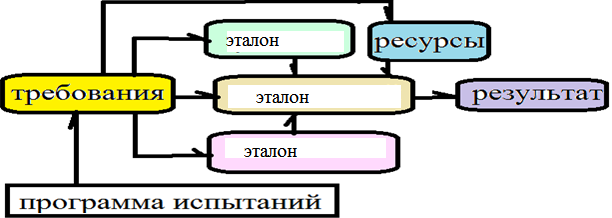 эталон
ресурсы
требования
эталон
результат
эталон
программа испытаний